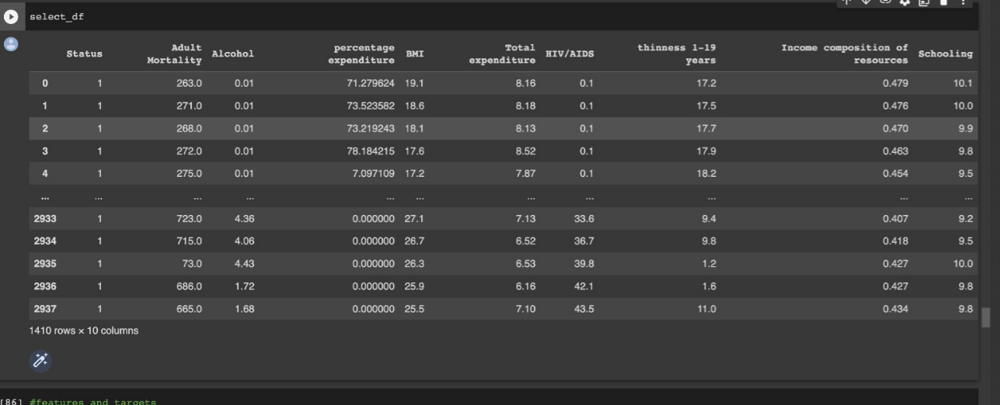 select_df
Status Adult Mortality Alcohol percentage expenditure BMI Total expenditure HIV/AIDS thinness 1-19 years Income composition of resources Schooling
0 1 263.0 0.01 71.279624 19.1 8.16 0.1 17.2 0.479 10.1
1 1 271.0 0.01 73.523582 18.6 8.18 0.1 17.5 0.476 10.0
2 1 268.0 0.01 73.219243 18.1 8.13 0.1 17.7 0.470 9.9
3 1 272.0 0.01 78.184215 17.6 8.52 0.1 17.9 0.463 9.8
4 1 275.0 0.01 7.097109 17.2 7.87 0.1 18.2 0.454 9.5
... ... ... ... ... ... ... ... ... ... ...
2933 1 723.0 4.36 0.000000 27.1 7.13 33.6 9.4 0.407 9.2
2934 1 715.0 4.06 0.000000 26.7 6.52 36.7 9.8 0.418 9.5
2935 1 73.0 4.43 0.000000 26.3 6.53 39.8 1.2 0.427 10.0
2936 1 686.0 1.72 0.000000 25.9 6.16 42.1 1.6 0.427 9.8
2937 1 665.0 1.68 0.000000 25.5 7.10 43.5 11.0 0.434 9.8
1410 rows × 10 columns
[86] #features and targets